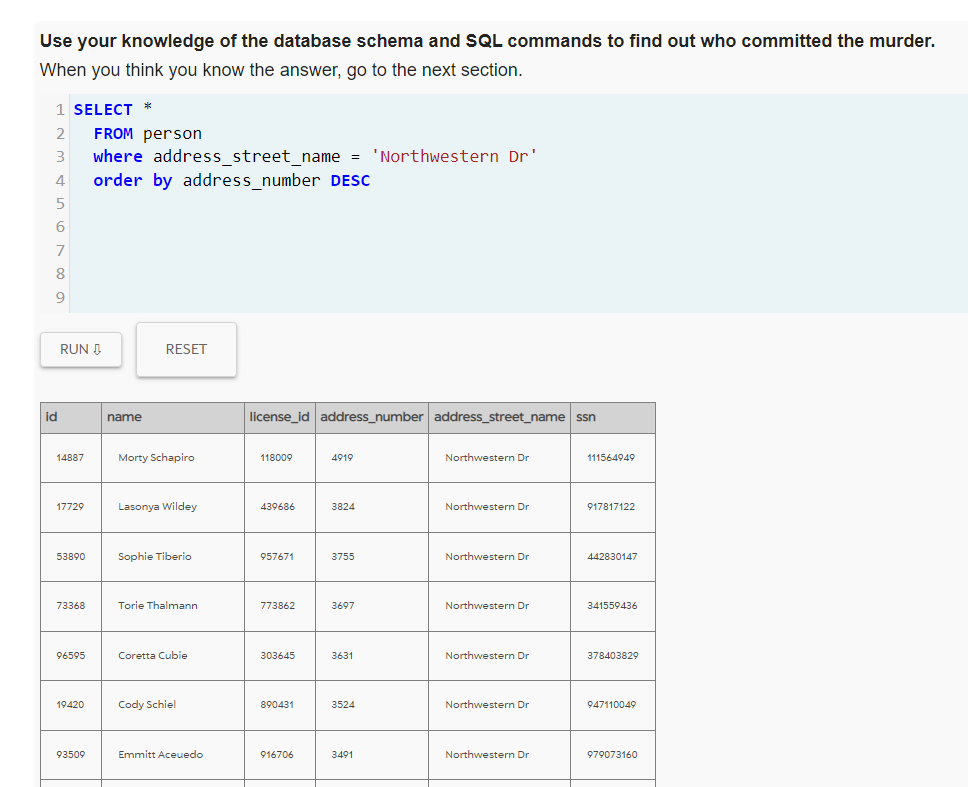 Use your knowledge of the database schema and SQL commands to find out who committed the murder.
When you think you know the answer, go to the next section.
1 SELECT *
2 FROM person
3 where address_street_name = 'Northwestern Dr'
4 order by address_number DESC
5
6
7
8
9
RUN ⇩ RESET
id name license_id address_number address_street_name ssn
14887 Morty Schapiro 118009 4919 Northwestern Dr 111564949
17729 Lasonya Wildey 439686 3824 Northwestern Dr 917817122
53890 Sophie Tiberio 957671 3755 Northwestern Dr 442830147
73368 Torie Thalmann 773862 3697 Northwestern Dr 341559436
96595 Coretta Cubie 303645 3631 Northwestern Dr 378403829
19420 Cody Schiel 890431 3524 Northwestern Dr 947110049
93509 Emmitt Aceuedo 916706 3491 Northwestern Dr 979073160